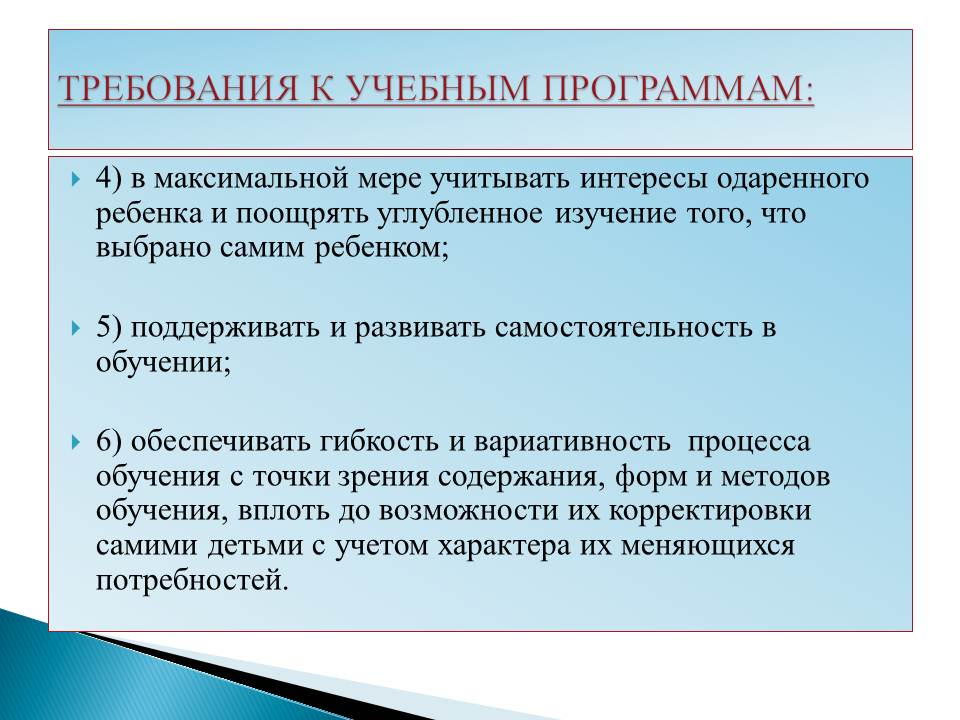 ТРЕБОВАНИЯ К УЧЕБНЫМ ПРОГРАММАМ:
4) в максимальной мере учитывать интересы одаренного
ребенка и поощрять углубленное изучение того, что
выбрано самим ребенком;
5) поддерживать и развивать самостоятельность в
обучении;
6) обеспечивать гибкость и вариативность  процесса
обучения с точки зрения содержания, форм и методов
обучения, вплоть до возможности их корректировки
самими детьми с учетом характера их меняющихся
потребностей.